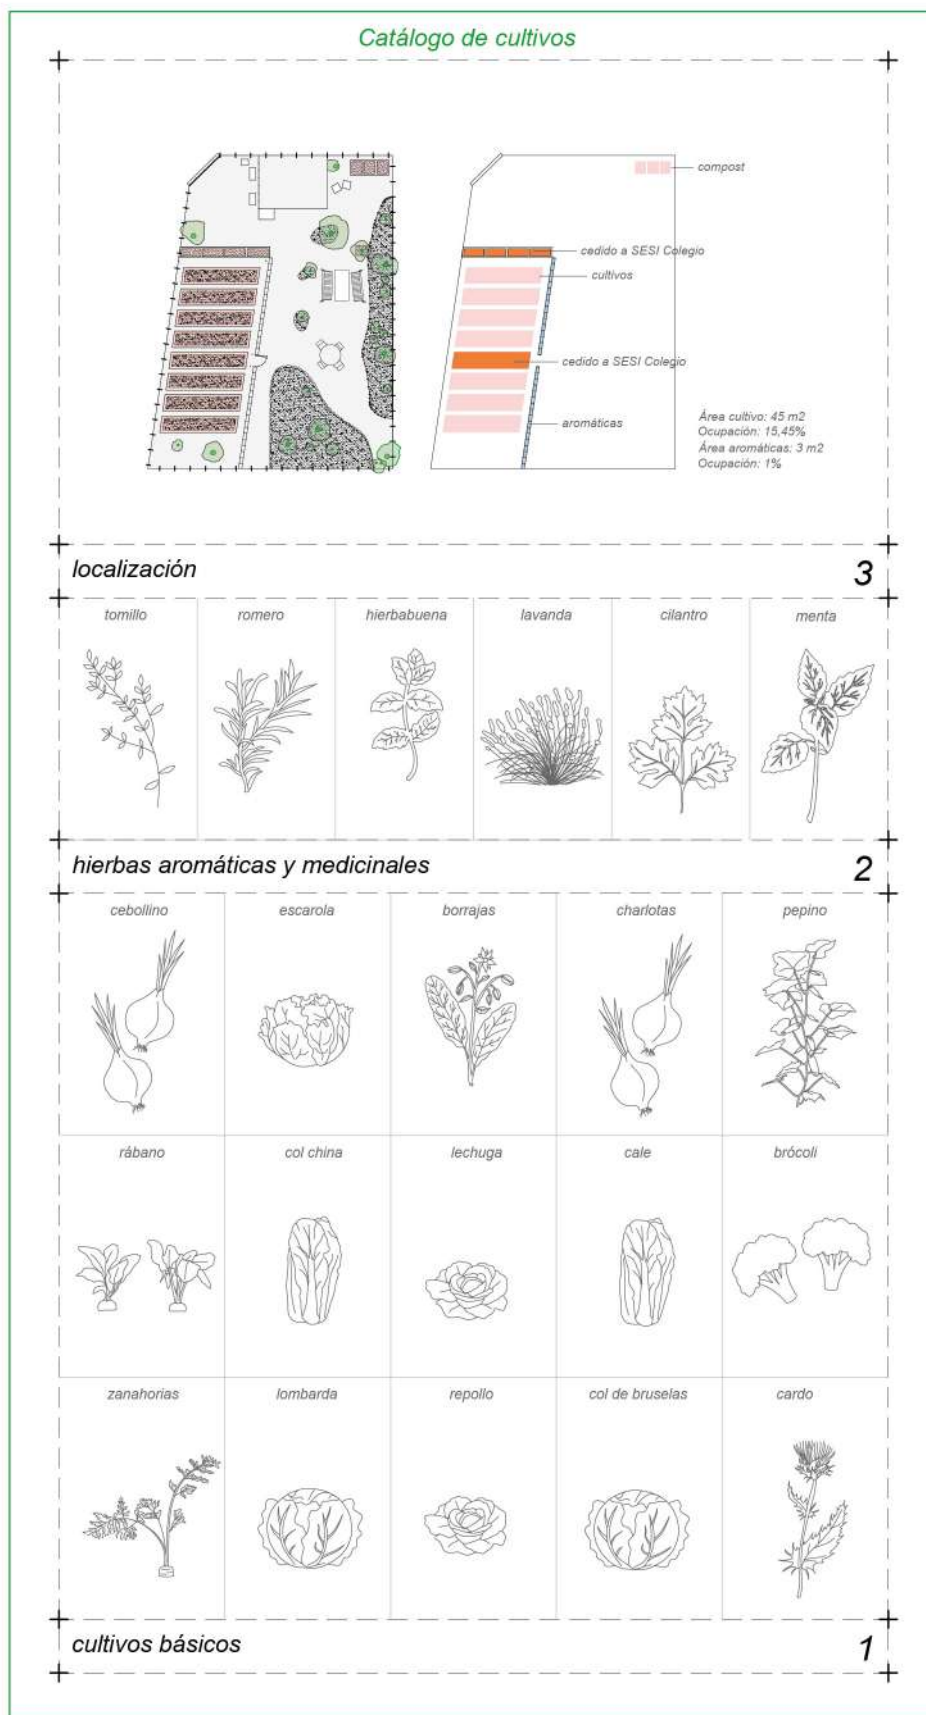 Catálogo de cultivos
compost
cedido a SESI Colegio
cultivos
cedido a SESI Colegio
aromáticas
Área cultivo: 45 m2
Ocupación: 15,45%
Área aromáticas: 3 m2
Ocupación: 1%
localización 3
tomillo romero hierbabuena lavanda cilantro menta
hierbas aromáticas y medicinales 2
cebollino escarola borrajas charlotas pepino
rábano col china lechuga cale brócoli
zanahorias lombarda repollo col de bruselas cardo
cultivos básicos 1